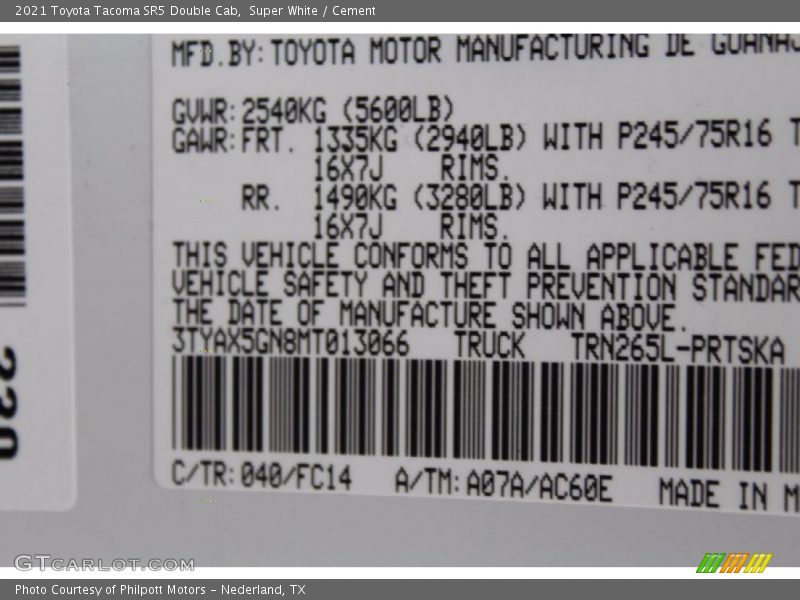 2021 Toyota Tacoma SR5 Double Cab, Super White / Cement
MFD.BY:TOYOTA MOTOR MANUFACTURING DE GUANAJ
GVWR:2540KG (5600LB)
GAWR:FRT. 1335KG (2940LB) WITH P245/75R16 T
16X7J RIMS.
RR. 1490KG (3280LB) WITH P245/75R16 T
16X7J RIMS.
THIS VEHICLE CONFORMS TO ALL APPLICABLE FED
VEHICLE SAFETY AND THEFT PREVENTION STANDAR
THE DATE OF MANUFACTURE SHOWN ABOVE.
3TYAX5GN8MT013066 TRUCK TRN265L-PRTSKA
C/TR:040/FC14 A/TM:A07A/AC60E MADE IN M
GTCARLOT.COM
Photo Courtesy of Philpott Motors - Nederland, TX